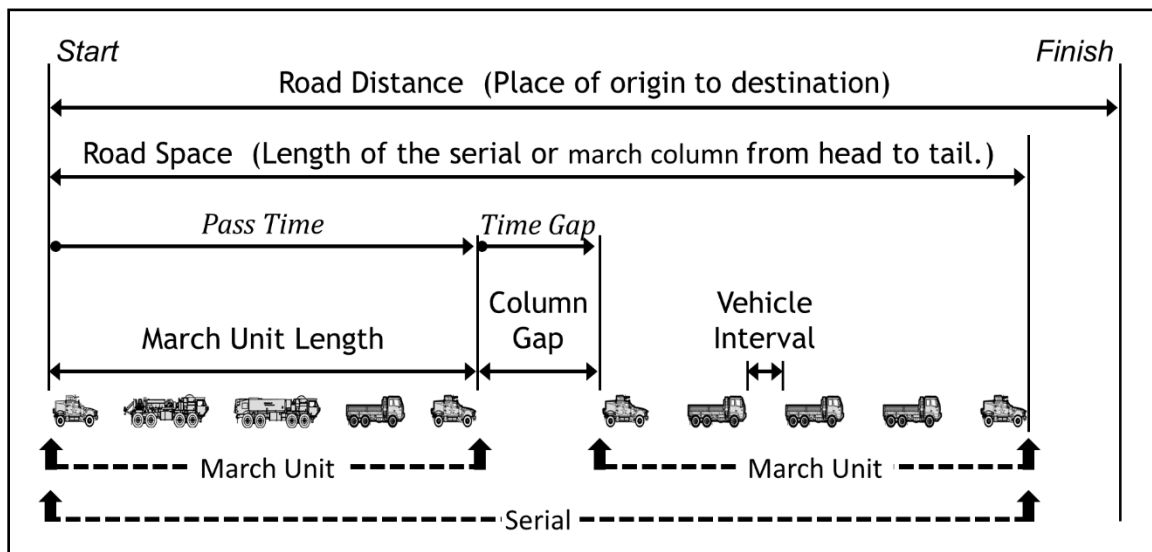 Start
Finish
Road Distance (Place of origin to destination)
Road Space (Length of the serial or march column from head to tail.)
Pass Time
Time Gap
March Unit Length
Column
Gap
Vehicle
Interval
March Unit
March Unit
Serial